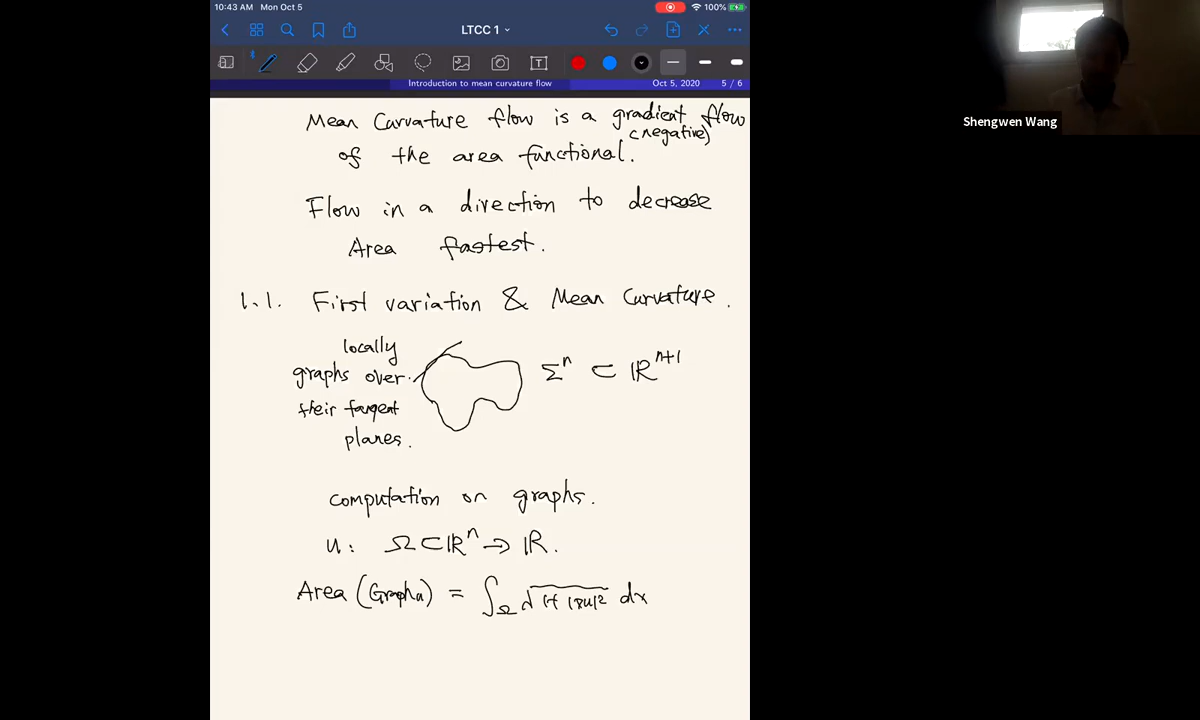 10:43 AM Mon Oct 5
100%
LTCC 1
T
Introduction to mean curvature flow Oct 5, 2020 5 / 6
Mean Curvature flow is a gradient flow
(negative)
of the area functional.
Flow in a direction to decrease
Area fastest.
1.1. First variation & Mean Curvature.
locally
graphs over
their tangent
planes.
Σⁿ ⊂ ℝⁿ⁺¹
computation on graphs.
u: Ω⊂ℝⁿ → ℝ.
Area (Graph u) = ∫_Ω √(1+|∇u|²) dx
Shengwen Wang